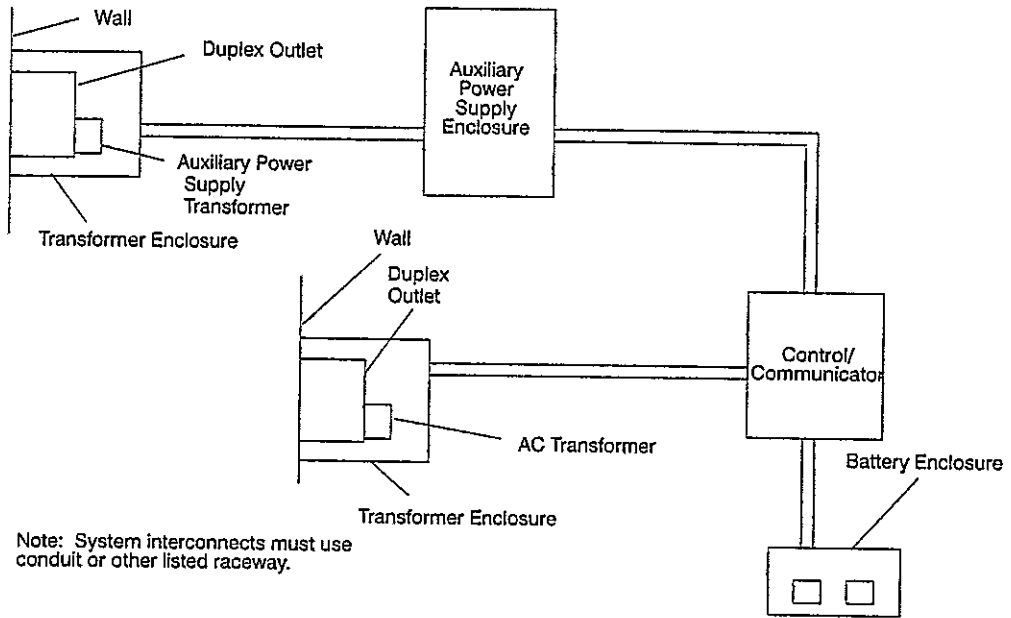 Wall
Duplex Outlet
Auxiliary
Power
Supply
Enclosure
Auxiliary Power
Supply
Transformer
Transformer Enclosure
Wall
Duplex
Outlet
Control/
Communicator
AC Transformer
Battery Enclosure
Transformer Enclosure
Note: System interconnects must use
conduit or other listed raceway.